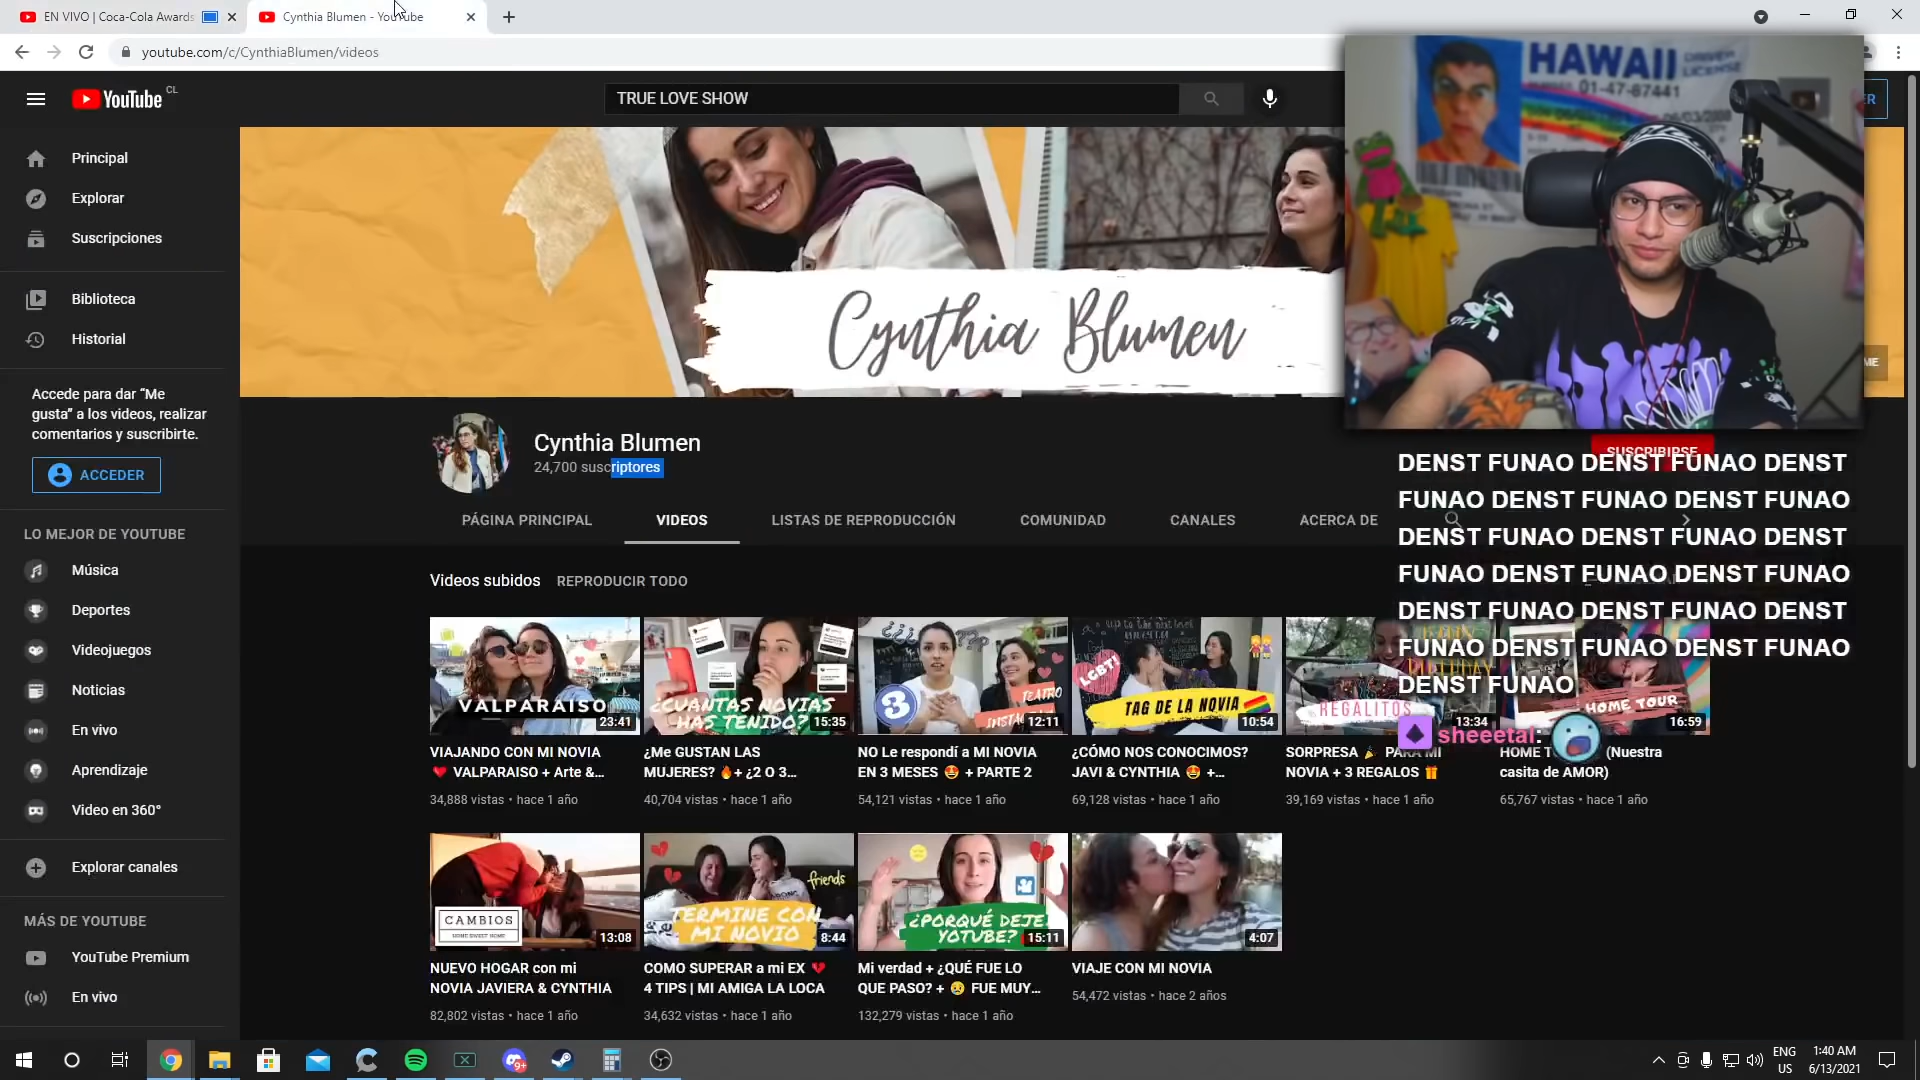 EN VIVO | Coca-Cola Awards
Cynthia Blumen - YouTube
youtube.com/c/CynthiaBlumen/videos
YouTube CL
TRUE LOVE SHOW
HAWAII
DRIVER
LICENSE
01-47-87441
Principal
Explorar
Suscripciones
Biblioteca
Historial
Accede para dar “Me
gusta” a los videos, realizar
comentarios y suscribirte.
ACCEDER
LO MEJOR DE YOUTUBE
Música
Deportes
Videojuegos
Noticias
En vivo
Aprendizaje
Video en 360°
Explorar canales
MÁS DE YOUTUBE
YouTube Premium
En vivo
Cynthia Blumen
Cynthia Blumen
24,700 suscriptores
SUSCRIBIRSE
PÁGINA PRINCIPAL
VIDEOS
LISTAS DE REPRODUCCIÓN
COMUNIDAD
CANALES
ACERCA DE
DENST FUNAO DENST FUNAO DENST
FUNAO DENST FUNAO DENST FUNAO
DENST FUNAO DENST FUNAO DENST
FUNAO DENST FUNAO DENST FUNAO
DENST FUNAO DENST FUNAO DENST
FUNAO DENST FUNAO DENST FUNAO
DENST FUNAO
sheeetal:
Videos subidos
REPRODUCIR TODO
VALPARAISO
23:41
VIAJANDO CON MI NOVIA
❤️ VALPARAISO + Arte &...
34,888 vistas • hace 1 año
¿CUANTAS NOVIAS
HAS TENIDO?
15:35
¿Me GUSTAN LAS
MUJERES? 🔥+ ¿2 O 3...
40,704 vistas • hace 1 año
¿¿¿ ???
3
TEATRO
12:11
NO Le respondí a MI NOVIA
EN 3 MESES 🤩 + PARTE 2
54,121 vistas • hace 1 año
LGBT!
TAG DE LA NOVIA
10:54
¿CÓMO NOS CONOCIMOS?
JAVI & CYNTHIA 🤩 +...
69,128 vistas • hace 1 año
REGALITOS
13:34
SORPRESA 🎉 PARA MI
NOVIA + 3 REGALOS 🎁
39,169 vistas • hace 1 año
HOME TOUR
16:59
(Nuestra
casita de AMOR)
65,767 vistas • hace 1 año
CAMBIOS
HOME SWEET HOME
13:08
NUEVO HOGAR con mi
NOVIA JAVIERA & CYNTHIA
82,802 vistas • hace 1 año
friends
TERMINE CON
MI NOVIO
8:44
COMO SUPERAR a mi EX 💔
4 TIPS | MI AMIGA LA LOCA
34,632 vistas • hace 1 año
¿PORQUÉ DEJE
YOTUBE?
15:11
Mi verdad + ¿QUÉ FUE LO
QUE PASO? + 😢 FUE MUY...
132,279 vistas • hace 1 año
4:07
VIAJE CON MI NOVIA
54,472 vistas • hace 2 años
9+
ENG
US
1:40 AM
6/13/2021